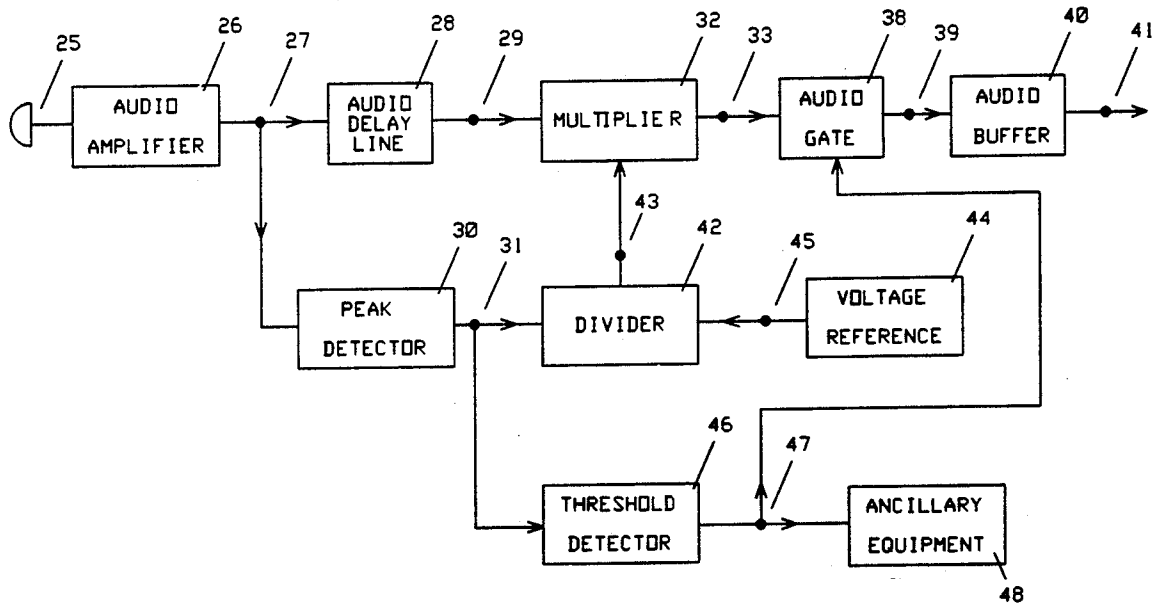 25
26
27
28
29
32
33
38
39
40
41
AUDIO
AMPLIFIER
AUDIO
DELAY
LINE
MULTIPLIER
AUDIO
GATE
AUDIO
BUFFER
30
31
43
42
45
44
PEAK
DETECTOR
DIVIDER
VOLTAGE
REFERENCE
46
47
THRESHOLD
DETECTOR
ANCILLARY
EQUIPMENT
48